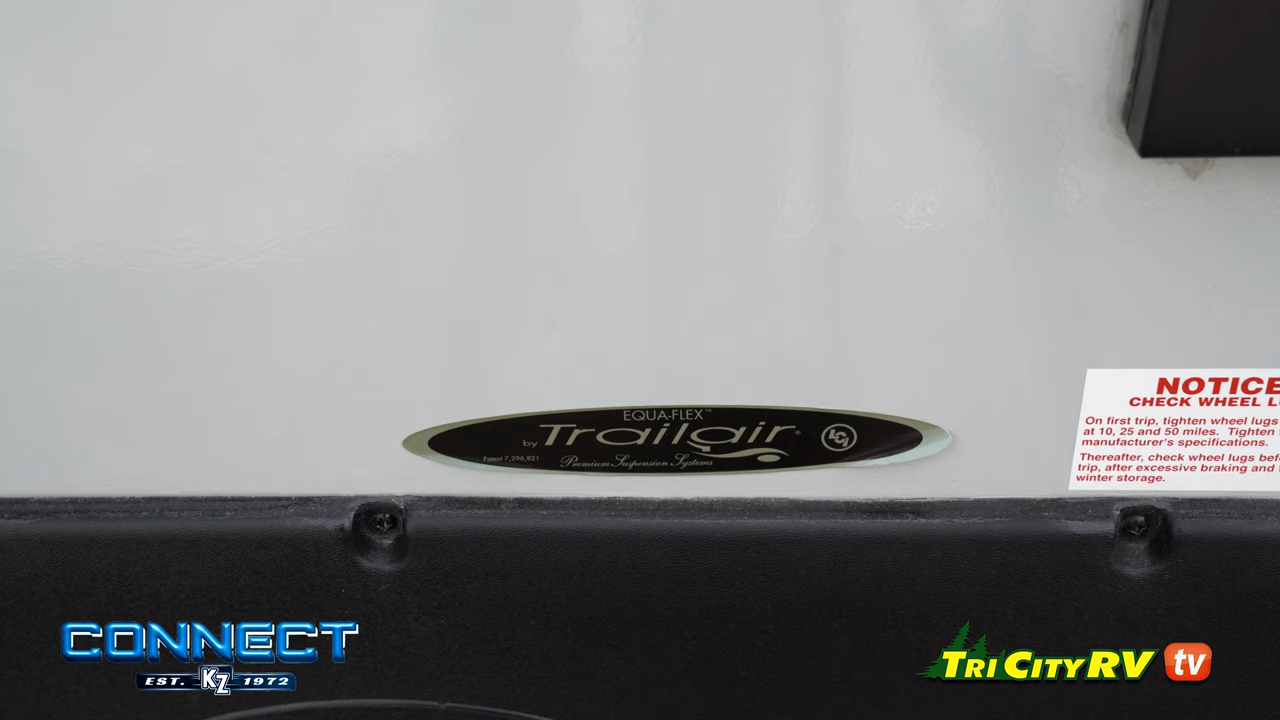 EQUA-FLEX™
by Trailair®
LCI
Patent 7,296,821
Premium Suspension Systems
NOTICE
CHECK WHEEL
On first trip, tighten wheel lugs
at 10, 25 and 50 miles. Tighten
manufacturer's specifications.
Thereafter, check wheel lugs
trip, after excessive braking and
winter storage.
CONNECT
EST. KZ 1972
TRI CITY RV tv